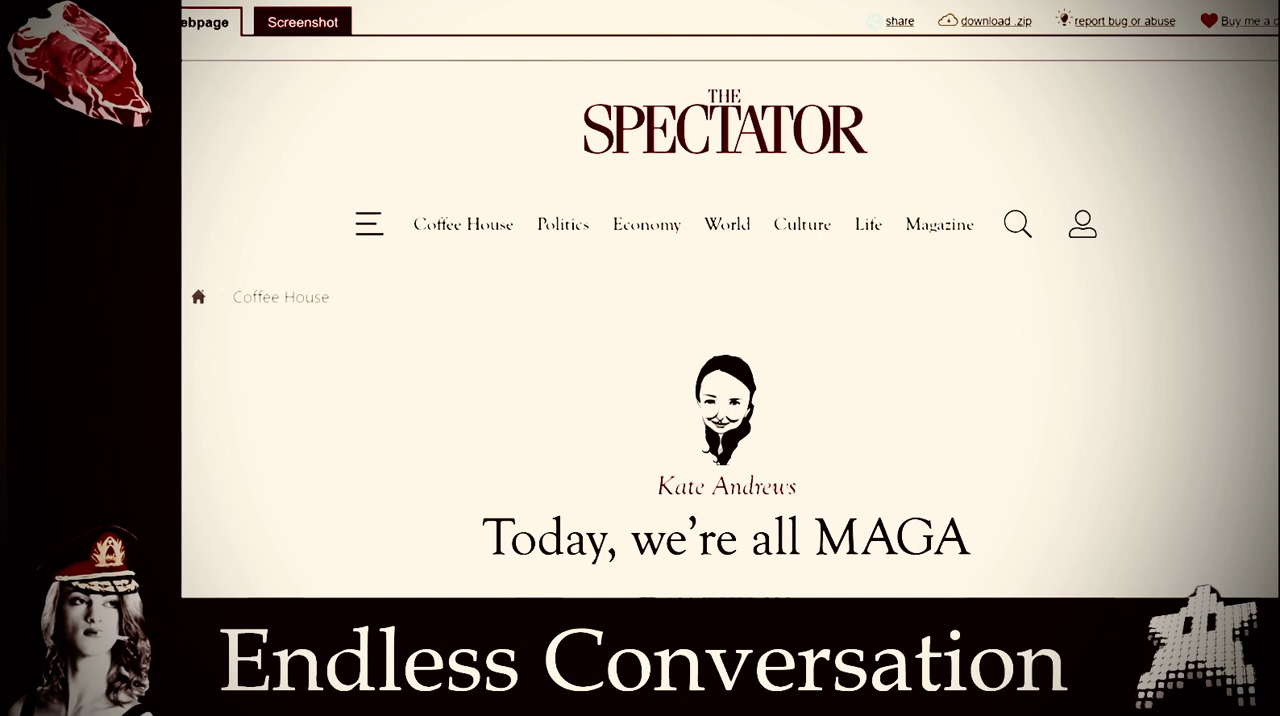 ebpage
Screenshot
share
download .zip
report bug or abuse
Buy me a
THE
SPECTATOR
Coffee House
Politics
Economy
World
Culture
Life
Magazine
Coffee House
Kate Andrews
Today, we're all MAGA
Endless Conversation